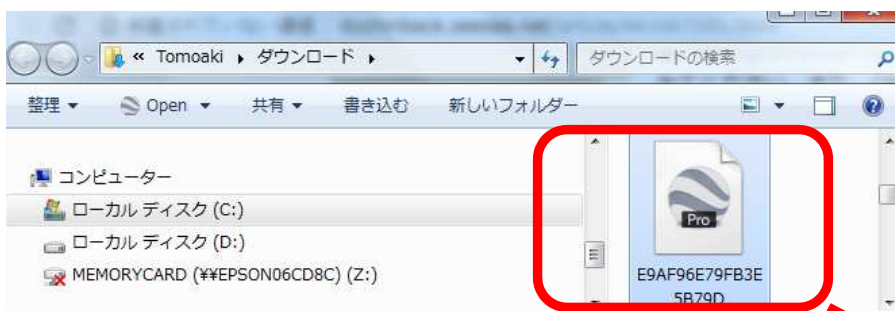 « Tomoaki ▸ ダウンロード ▸
ダウンロードの検索
整理 ▼ Open ▼ 共有 ▼ 書き込む 新しいフォルダー
コンピューター
ローカル ディスク (C:)
ローカル ディスク (D:)
MEMORYCARD (¥¥EPSON06CD8C) (Z:)
Pro
E9AF96E79FB3E
5B79D